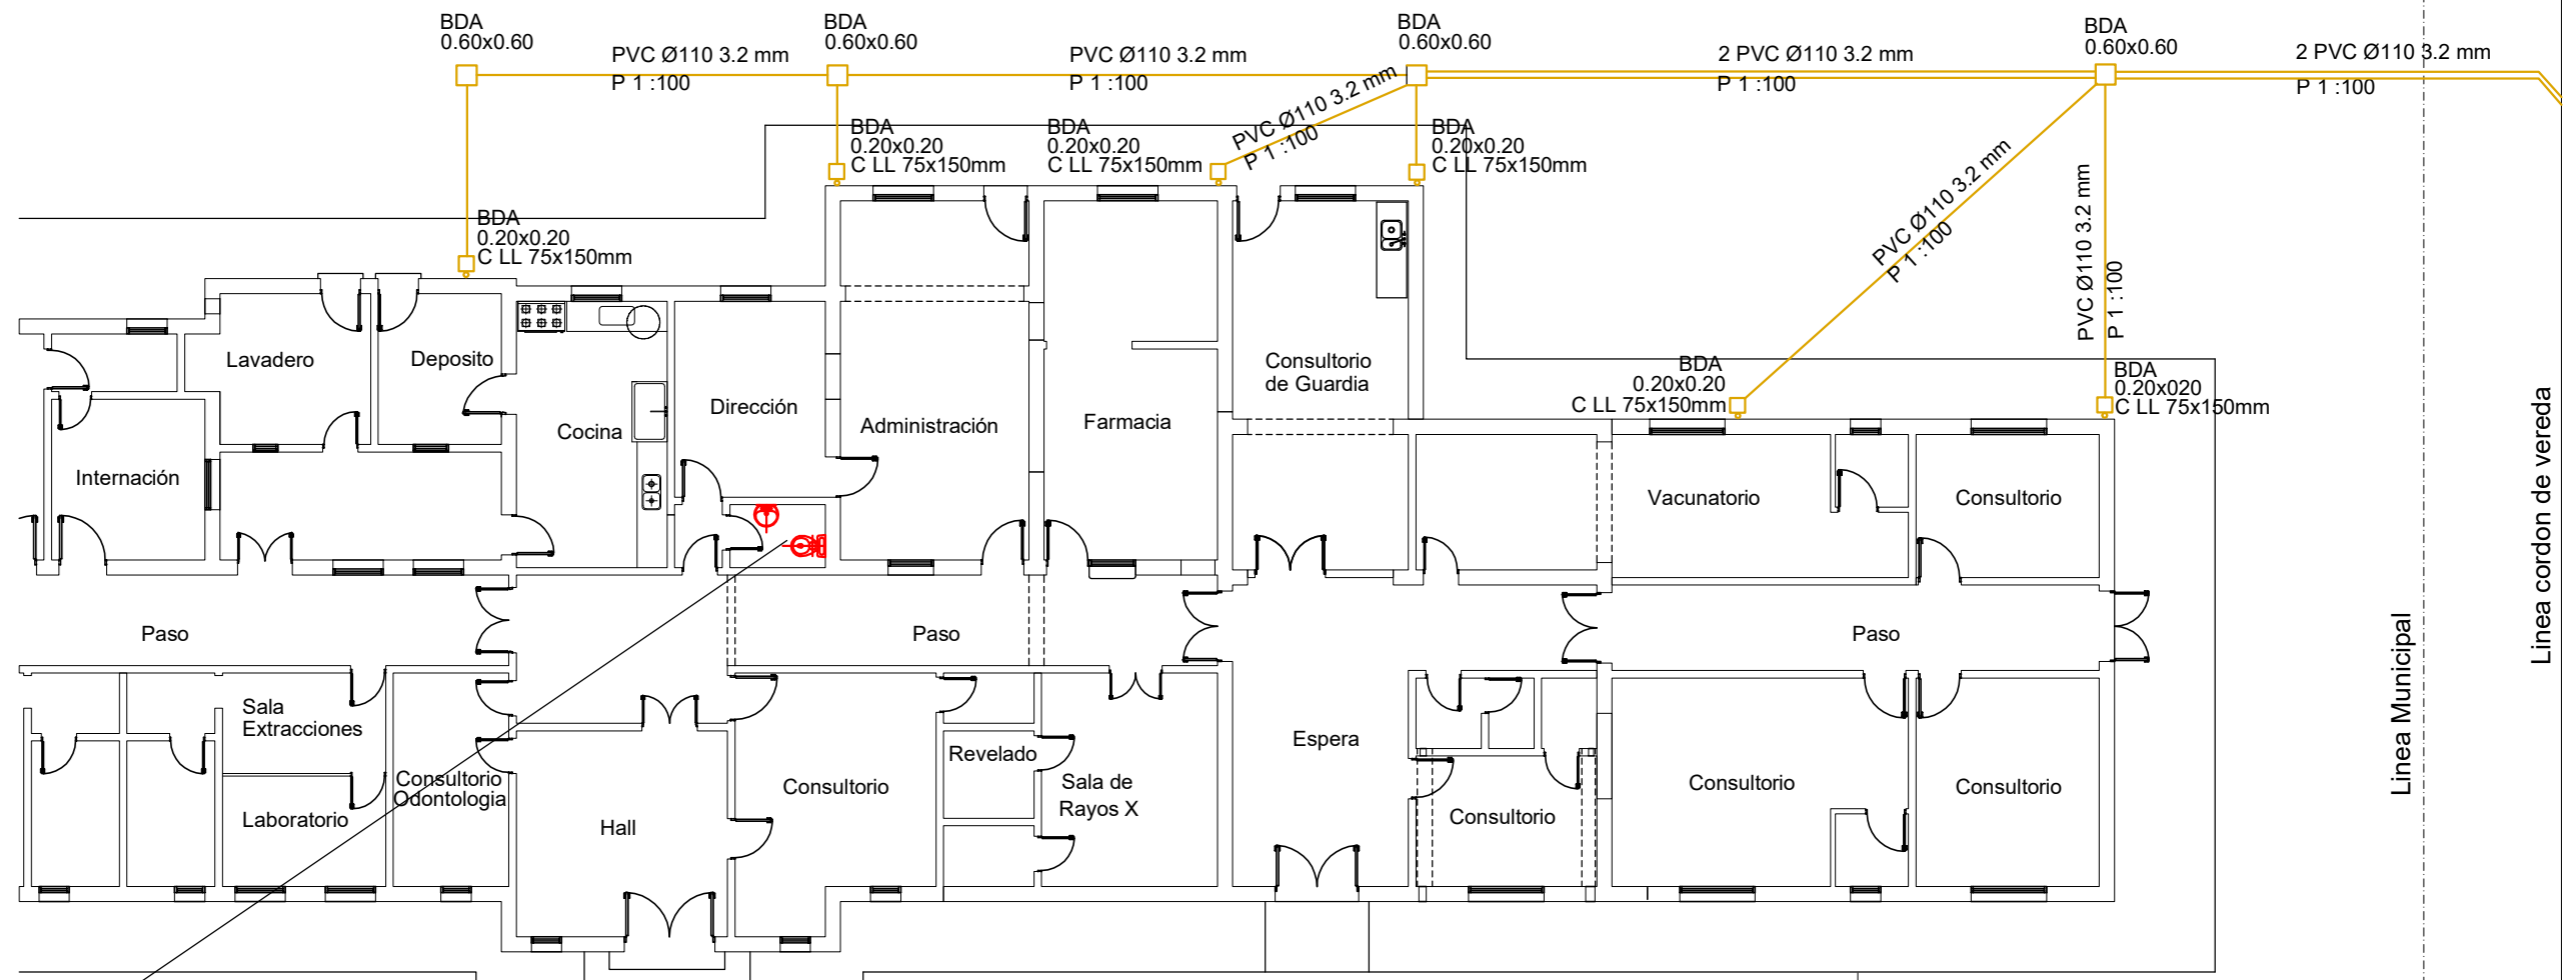 BDA
0.60x0.60
PVC Ø110 3.2 mm
P 1 :100
BDA
0.60x0.60
PVC Ø110 3.2 mm
P 1 :100
BDA
0.60x0.60
2 PVC Ø110 3.2 mm
P 1 :100
BDA
0.60x0.60
2 PVC Ø110 3.2 mm
P 1 :100
BDA
0.20x0.20
C LL 75x150mm
BDA
0.20x0.20
C LL 75x150mm
PVC Ø110 3.2 mm
P 1 :100
BDA
0.20x0.20
C LL 75x150mm
BDA
0.20x0.20
C LL 75x150mm
PVC Ø110 3.2 mm
P 1 :100
PVC Ø110 3.2 mm
P 1 :100
BDA
0.20x0.20
C LL 75x150mm
BDA
0.20x020
C LL 75x150mm
Lavadero
Deposito
Cocina
Dirección
Administración
Farmacia
Consultorio
de Guardia
Internación
Vacunatorio
Consultorio
Paso
Paso
Paso
Sala
Extracciones
Laboratorio
Consultorio
Odontologia
Hall
Consultorio
Revelado
Sala de
Rayos X
Espera
Consultorio
Consultorio
Consultorio
Linea Municipal
Linea cordon de vereda